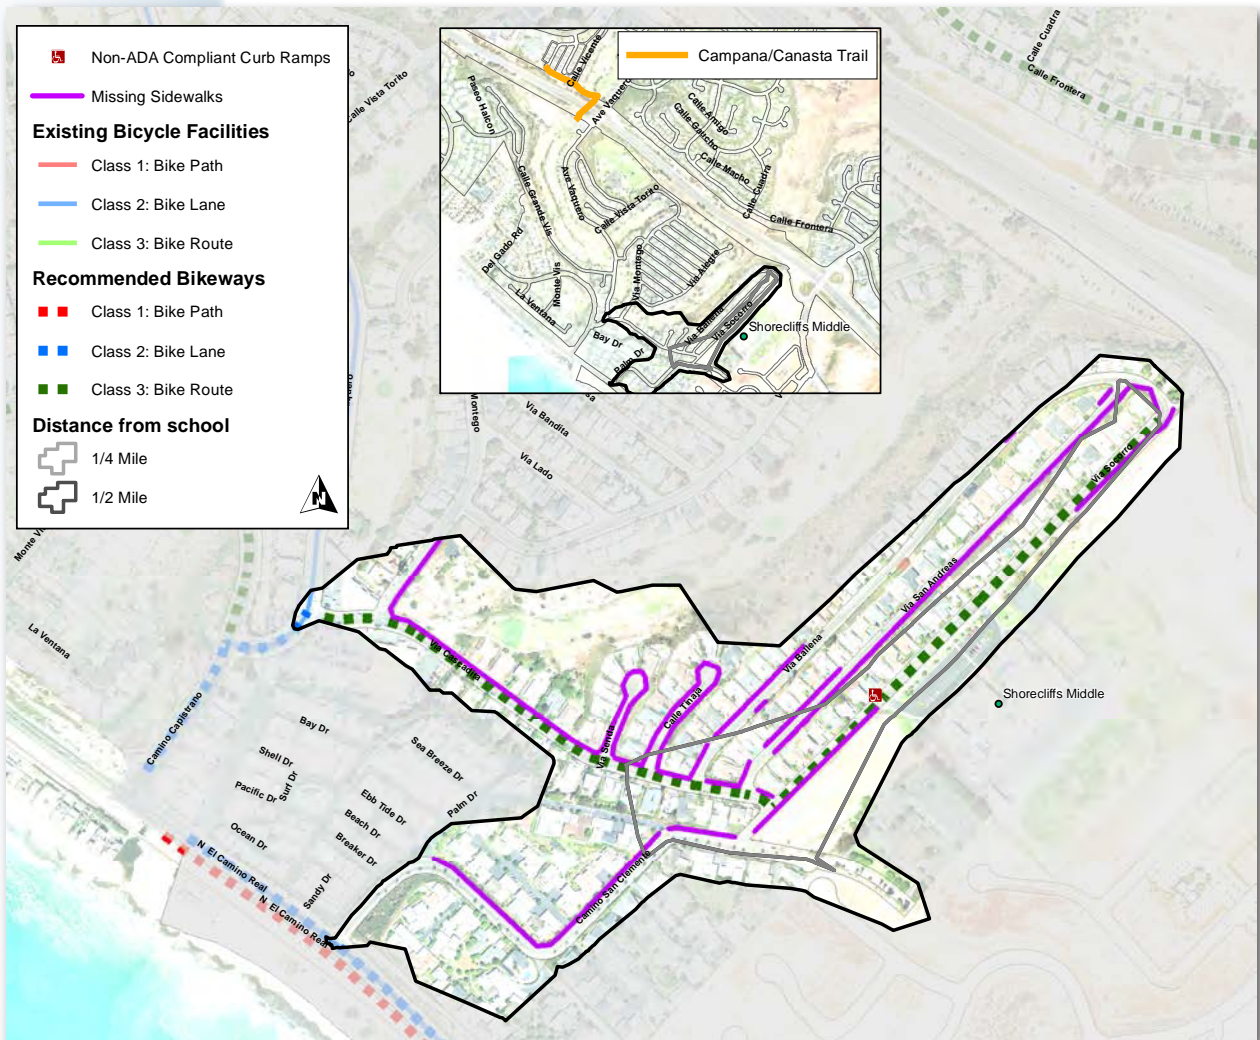 Non-ADA Compliant Curb Ramps
Missing Sidewalks
Existing Bicycle Facilities
Class 1: Bike Path
Class 2: Bike Lane
Class 3: Bike Route
Recommended Bikeways
Class 1: Bike Path
Class 2: Bike Lane
Class 3: Bike Route
Distance from school
1/4 Mile
1/2 Mile
N
Campana/Canasta Trail
Calle Vicente
Ave Vaquero
Paseo Halcon
Calle Amigo
Calle Gaucho
Calle Macho
Calle Cuadra
Calle Frontera
Calle Grande Vis
Ave Vaquero
Calle Vista Torito
Del Gado Rd
Monte Vis
La Ventana
Via Montego
Via Alegre
Via Ballena
Via Socorro
Shorecliffs Middle
Bay Dr
Palm Dr
Calle Cuadra
Calle Frontera
Calle Vista Torito
Montego
Via Bandita
Via Lado
La Ventana
Camino Capistrano
Via Cascadita
Via Senda
Calle Tinaja
Via Ballena
Via San Andreas
Via Socorro
Shorecliffs Middle
Bay Dr
Shell Dr
Surf Dr
Pacific Dr
Sea Breeze Dr
Ebb Tide Dr
Palm Dr
Beach Dr
Breaker Dr
Ocean Dr
Sandy Dr
N El Camino Real
N El Camino Real
Camino San Clemente